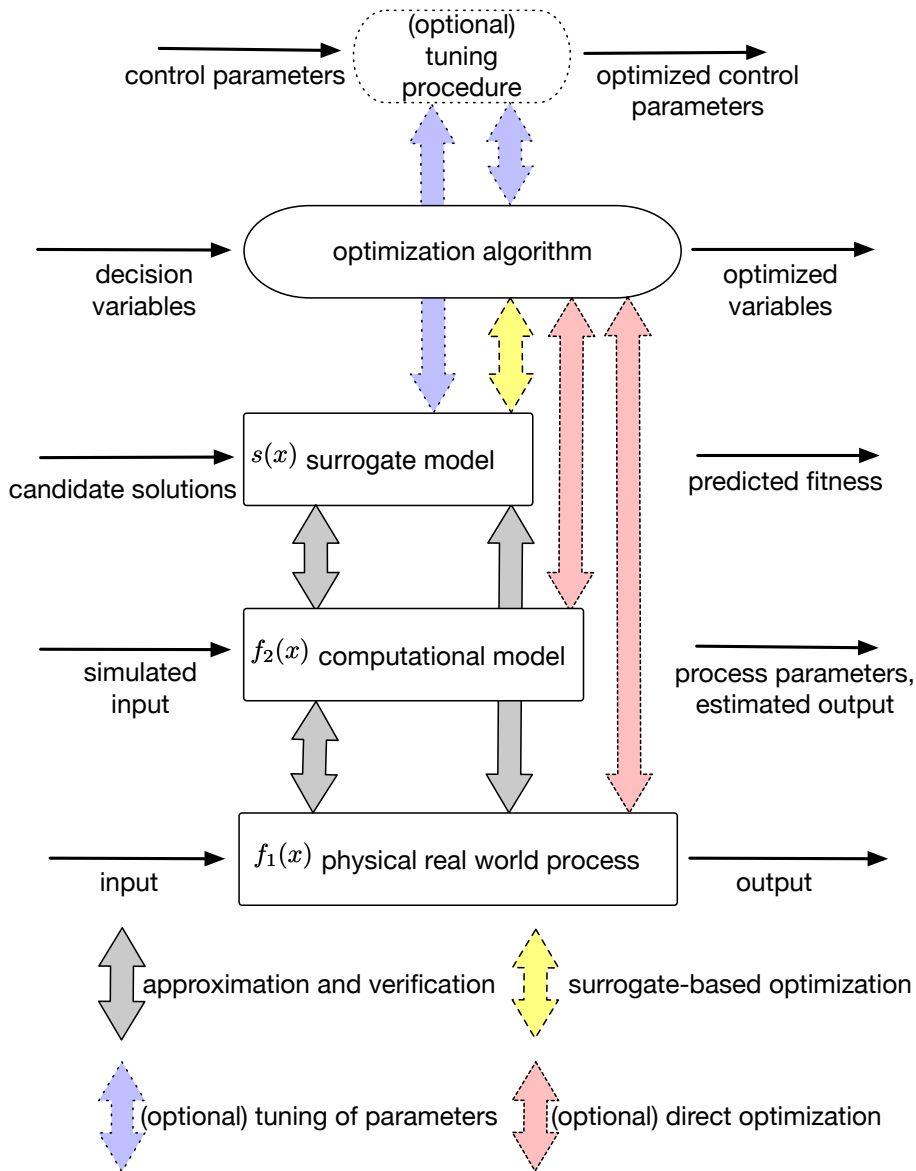 (optional)
tuning
procedure
control parameters
optimized control
parameters
optimization algorithm
decision
variables
optimized
variables
s(x) surrogate model
candidate solutions
predicted fitness
f₂(x) computational model
simulated
input
process parameters,
estimated output
f₁(x) physical real world process
input
output
approximation and verification
surrogate-based optimization
(optional) tuning of parameters
(optional) direct optimization